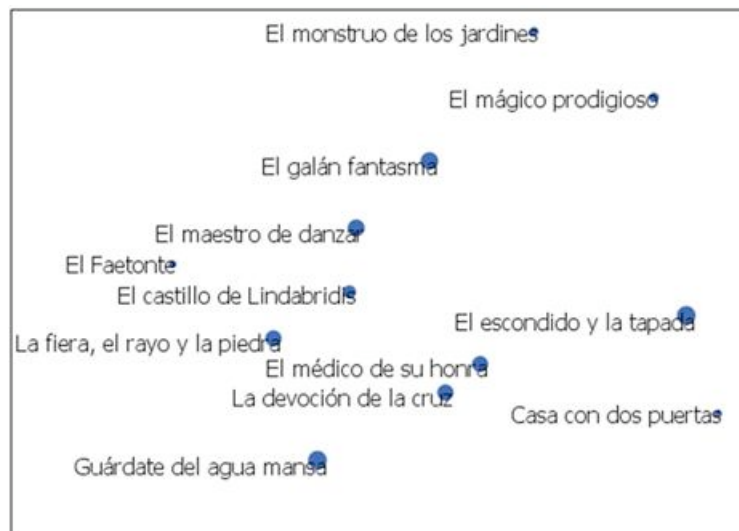 El monstruo de los jardines
El mágico prodigioso
El galán fantasma
El maestro de danzar
El Faetonte
El castillo de Lindabridis
El escondido y la tapada
La fiera, el rayo y la piedra
El médico de su honra
La devoción de la cruz
Casa con dos puertas
Guárdate del agua mansa